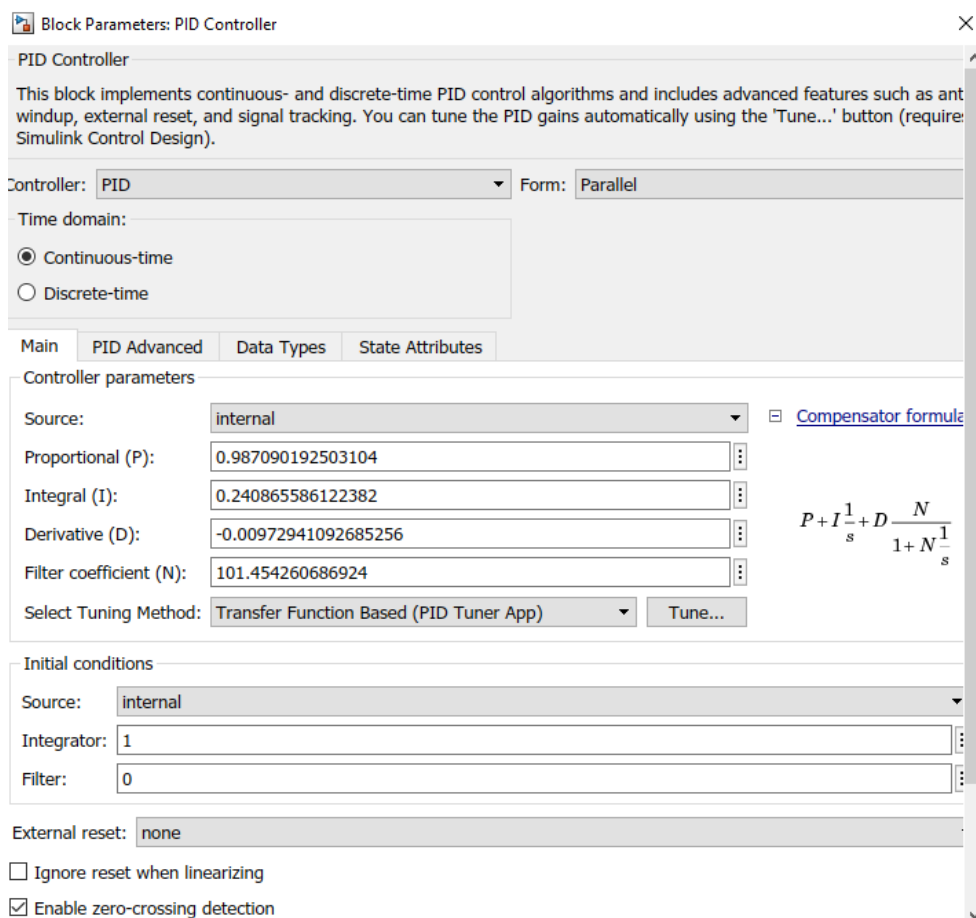 Block Parameters: PID Controller
PID Controller
This block implements continuous- and discrete-time PID control algorithms and includes advanced features such as ant
windup, external reset, and signal tracking. You can tune the PID gains automatically using the 'Tune...' button (requires
Simulink Control Design).
Controller: PID Form: Parallel
Time domain:
Continuous-time
Discrete-time
Main PID Advanced Data Types State Attributes
Controller parameters
Source: internal Compensator formula
Proportional (P): 0.987090192503104
Integral (I): 0.240865586122382
Derivative (D): -0.00972941092685256
P + I 1/s + D N/(1 + N 1/s)
Filter coefficient (N): 101.454260686924
Select Tuning Method: Transfer Function Based (PID Tuner App) Tune...
Initial conditions
Source: internal
Integrator: 1
Filter: 0
External reset: none
Ignore reset when linearizing
Enable zero-crossing detection